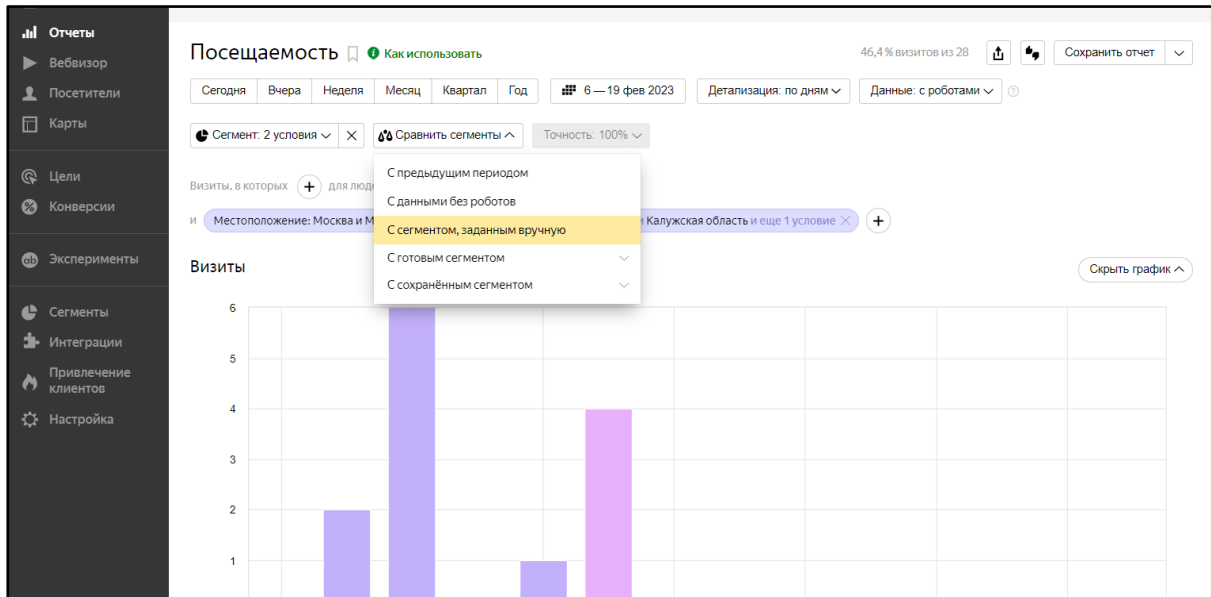 Отчеты
Вебвизор
Посетители
Карты
Цели
Конверсии
Эксперименты
Сегменты
Интеграции
Привлечение
клиентов
Настройка
Посещаемость
Как использовать
46,4 % визитов из 28
Сохранить отчет
Сегодня Вчера Неделя Месяц Квартал Год
6 — 19 фев 2023
Детализация: по дням
Данные: с роботами
Сегмент: 2 условия
Сравнить сегменты
Точность: 100%
С предыдущим периодом
С данными без роботов
С сегментом, заданным вручную
С готовым сегментом
С сохранённым сегментом
Визиты, в которых + для
и Местоположение: Москва и Калужская область и еще 1 условие +
Визиты
Скрыть график
6
5
4
3
2
1